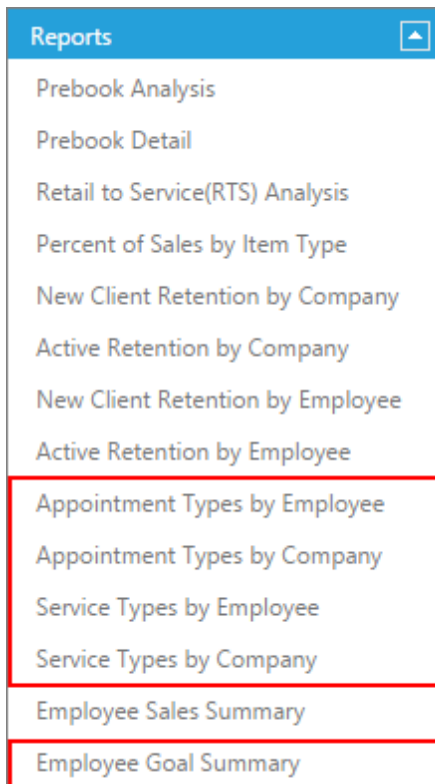 Reports
Prebook Analysis
Prebook Detail
Retail to Service(RTS) Analysis
Percent of Sales by Item Type
New Client Retention by Company
Active Retention by Company
New Client Retention by Employee
Active Retention by Employee
Appointment Types by Employee
Appointment Types by Company
Service Types by Employee
Service Types by Company
Employee Sales Summary
Employee Goal Summary